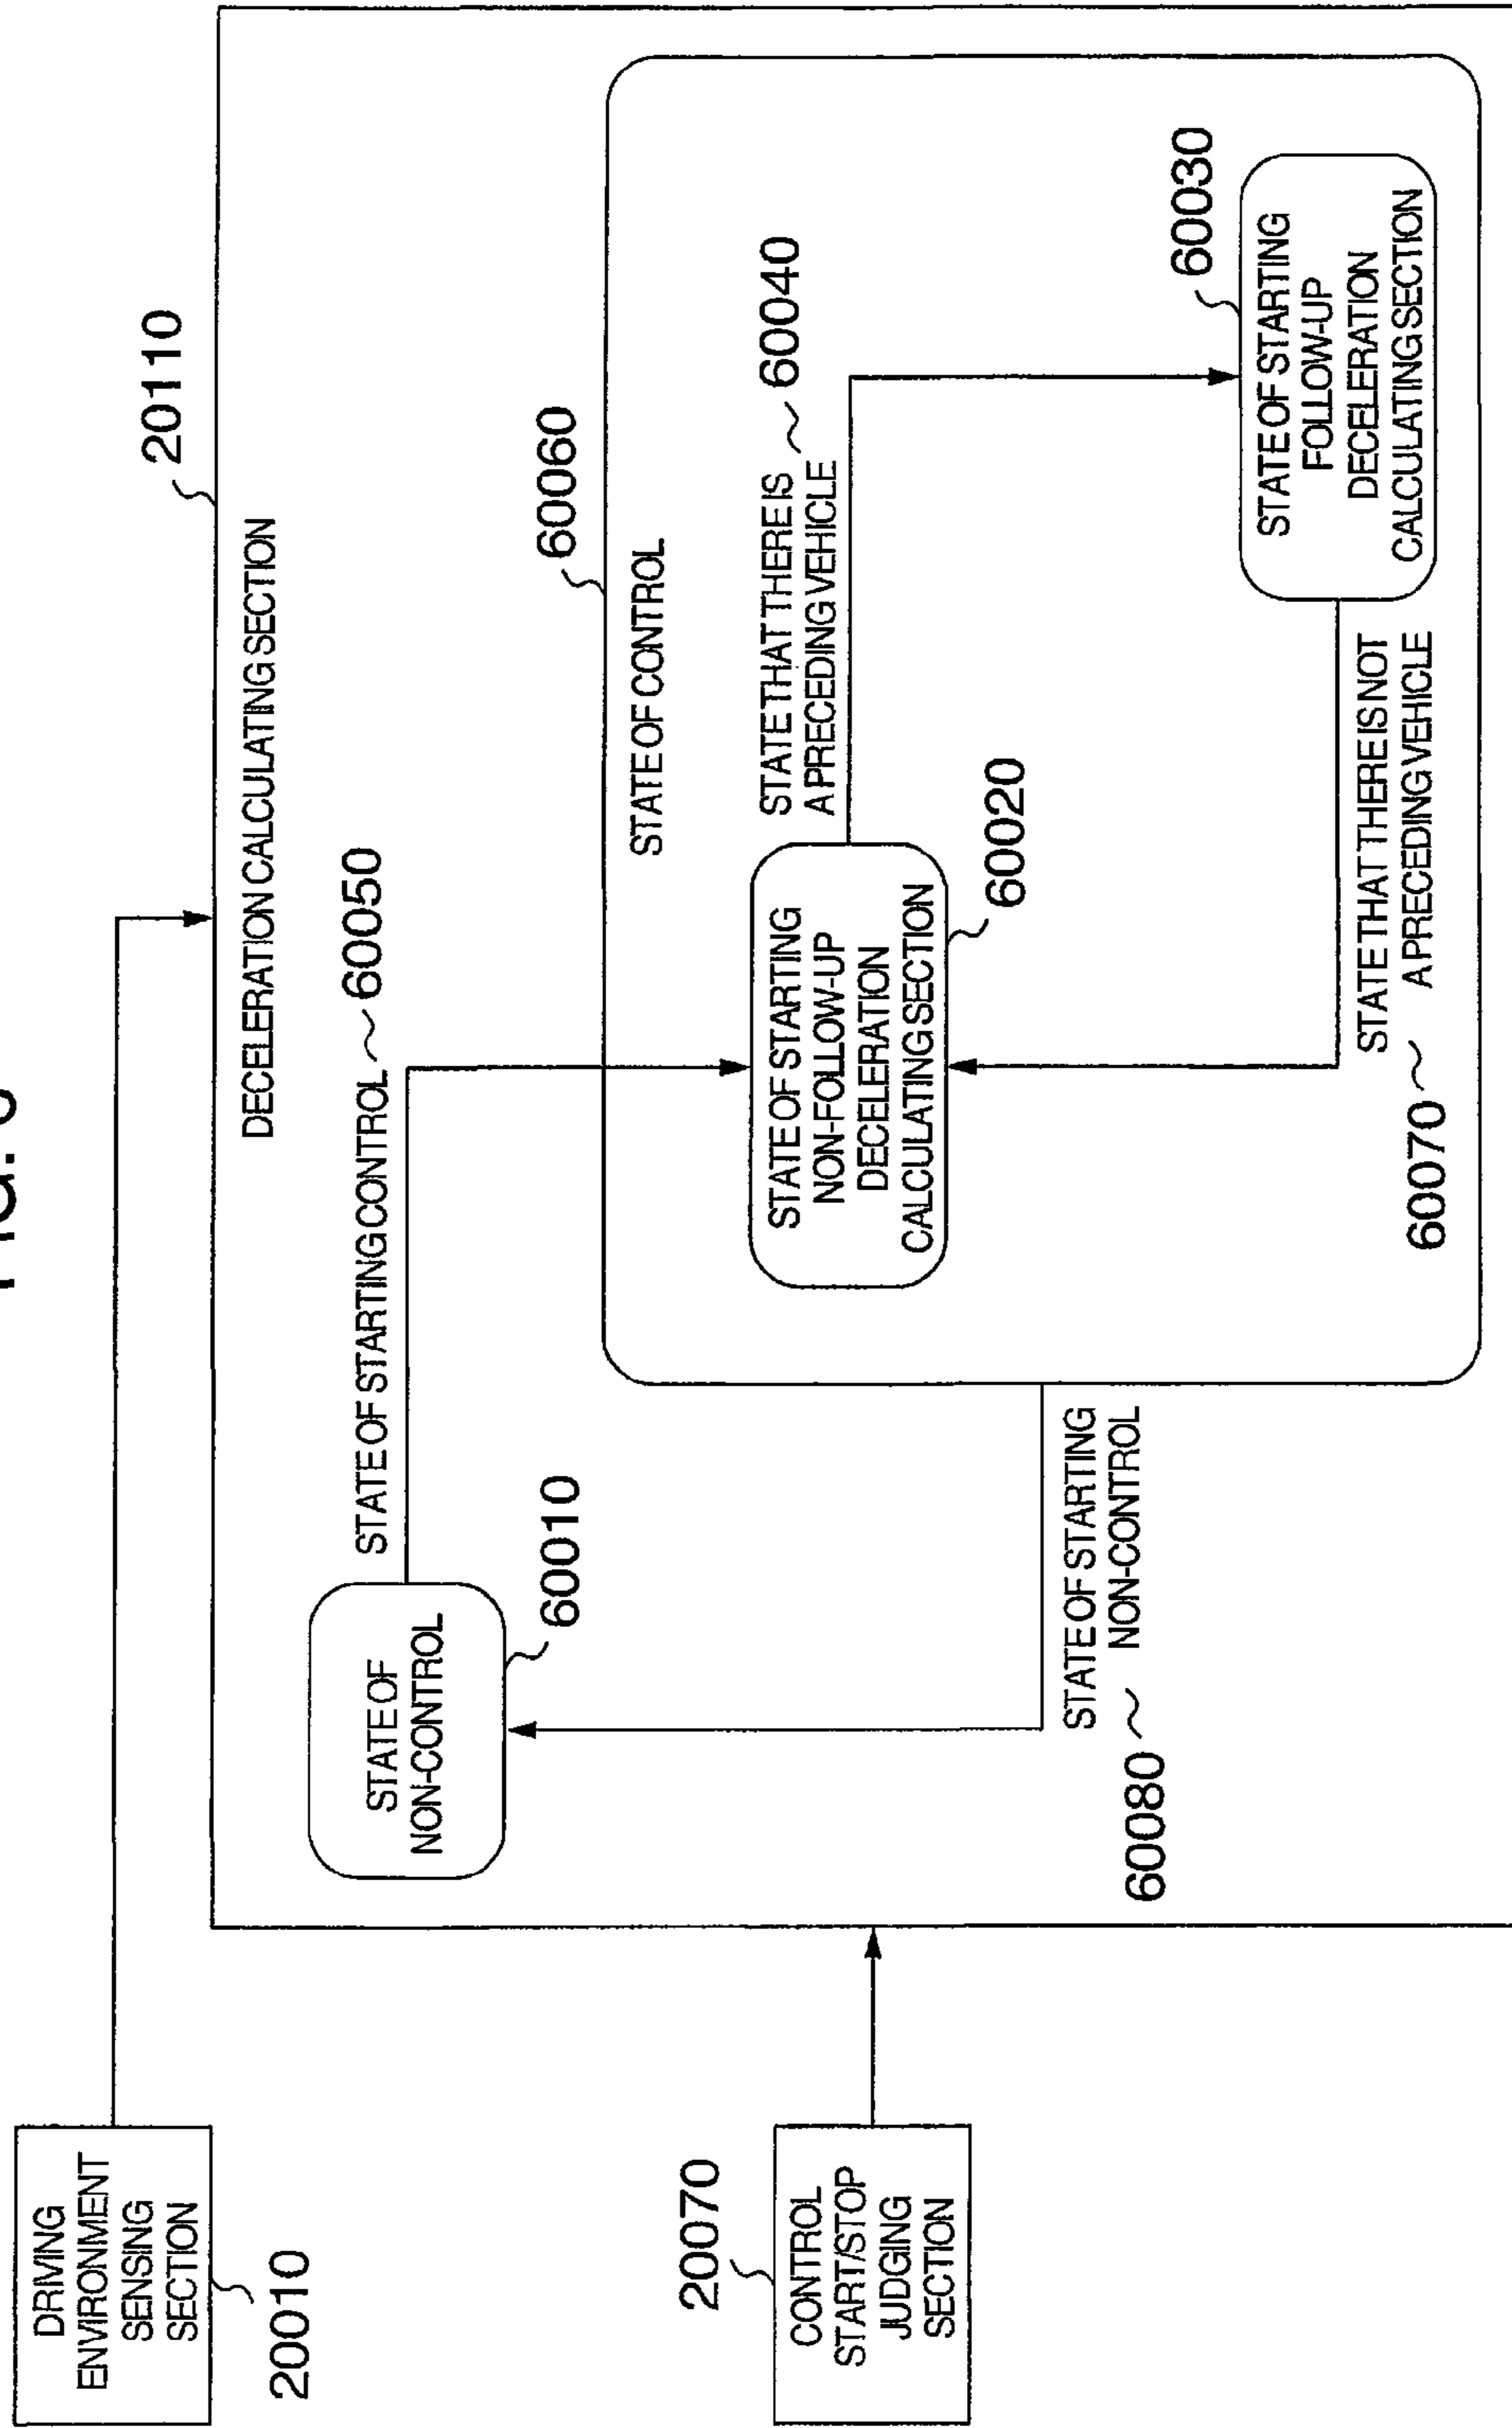 DRIVING
ENVIRONMENT
SENSING
SECTION
20010
20110
DECELERATION CALCULATING SECTION
STATE OF STARTING CONTROL
60050
STATE OF
NON-CONTROL
60010
60060
STATE OF CONTROL
STATE THAT THERE IS
A PRECEDING VEHICLE
60040
STATE OF STARTING
NON-FOLLOW-UP
DECELERATION
CALCULATING SECTION
60020
60030
STATE OF STARTING
FOLLOW-UP
DECELERATION
CALCULATING SECTION
20070
CONTROL
START/STOP
JUDGING
SECTION
STATE OF STARTING
NON-CONTROL
60080
STATE THAT THERE IS NOT
A PRECEDING VEHICLE
60070